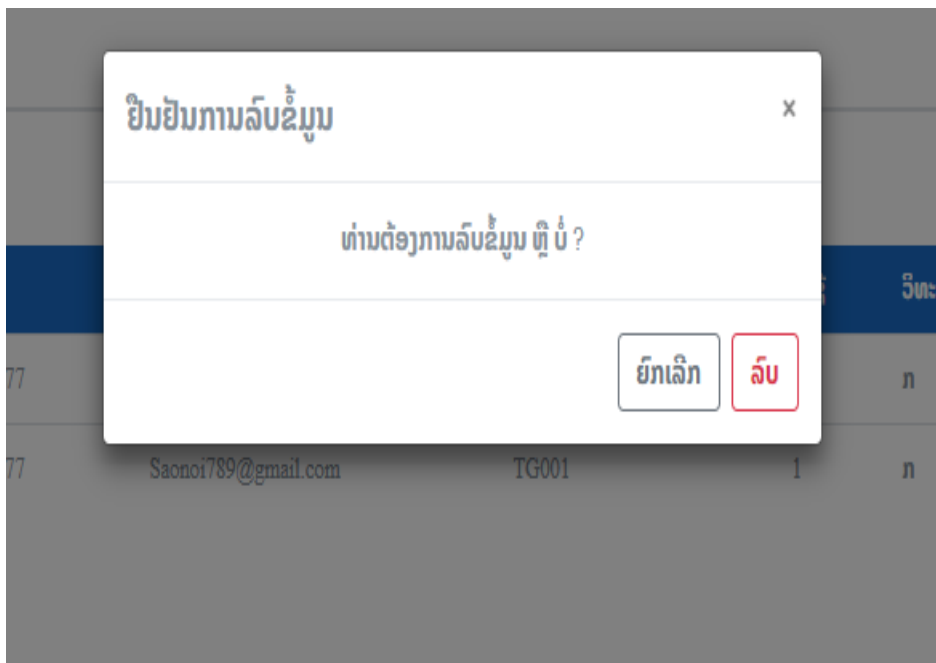 ຢືນຢັນການລົບຂໍ້ມູນ ×
ທ່ານຕ້ອງການລົບຂໍ້ມູນ ຫຼື ບໍ່ ?
ຍົກເລີກ ລົບ
77 ກ
77 Saonoi789@gmail.com TG001 1 ກ